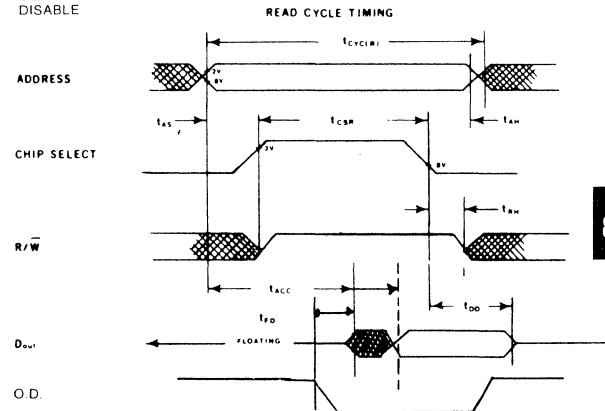 DISABLE
READ CYCLE TIMING
tCYC(R)
ADDRESS
2V
8V
tAS
tCSR
tAH
CHIP SELECT
2V
8V
tRH
R/W̅
tACC
tFD
tDD
Dout
FLOATING
O.D.